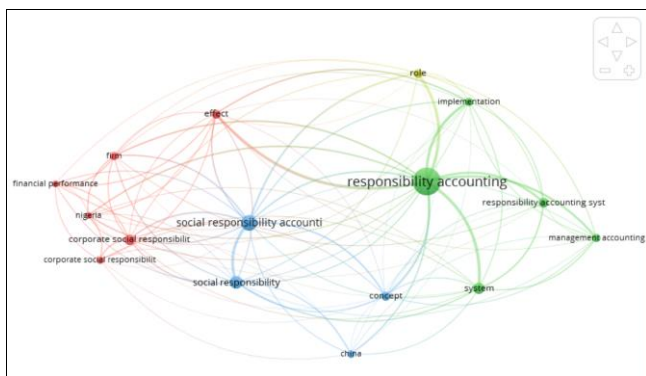 role
implementation
effect
firm
responsibility accounting
financial performance
responsibility accounting syst
nigeria
social responsibility accounti
corporate social responsibilit
management accounting
corporate social responsibilit
social responsibility
system
concept
china